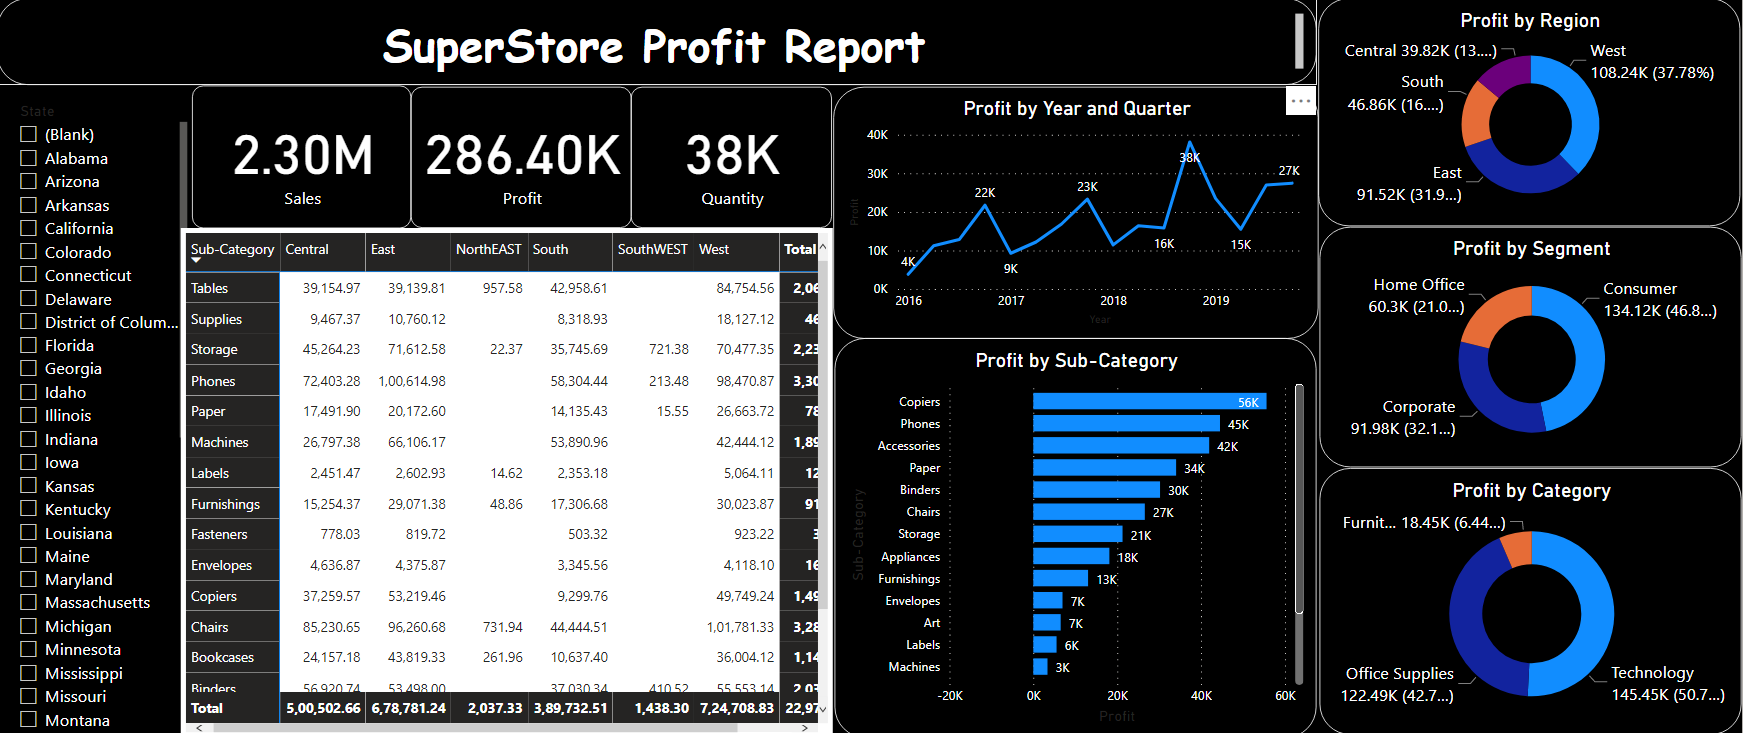 SuperStore Profit Report
State
(Blank)
Alabama
Arizona
Arkansas
California
Colorado
Connecticut
Delaware
District of Colum...
Florida
Georgia
Idaho
Illinois
Indiana
Iowa
Kansas
Kentucky
Louisiana
Maine
Maryland
Massachusetts
Michigan
Minnesota
Mississippi
Missouri
Montana
2.30M
Sales
286.40K
Profit
38K
Quantity
Sub-Category Central East NorthEAST South SouthWEST West Total
Tables 39,154.97 39,139.81 957.58 42,958.61 84,754.56 2,06
Supplies 9,467.37 10,760.12 8,318.93 18,127.12 46
Storage 45,264.23 71,612.58 22.37 35,745.69 721.38 70,477.35 2,23
Phones 72,403.28 1,00,614.98 58,304.44 213.48 98,470.87 3,30
Paper 17,491.90 20,172.60 14,135.43 15.55 26,663.72 78
Machines 26,797.38 66,106.17 53,890.96 42,444.12 1,89
Labels 2,451.47 2,602.93 14.62 2,353.18 5,064.11 12
Furnishings 15,254.37 29,071.38 48.86 17,306.68 30,023.87 91
Fasteners 778.03 819.72 503.32 923.22 3
Envelopes 4,636.87 4,375.87 3,345.56 4,118.10 16
Copiers 37,259.57 53,219.46 9,299.76 49,749.24 1,49
Chairs 85,230.65 96,260.68 731.94 44,444.51 1,01,781.33 3,28
Bookcases 24,157.18 43,819.33 261.96 10,637.40 36,004.12 1,14
Binders 56,920.74 53,498.00 37,030.34 410.52 55,553.14 2,03
Total 5,00,502.66 6,78,781.24 2,037.33 3,89,732.51 1,438.30 7,24,708.83 22,97
Profit by Year and Quarter
Profit
40K
30K
20K
10K
0K
4K
22K
9K
23K
16K
38K
15K
27K
2016 2017 2018 2019
Year
Profit by Sub-Category
Sub-Category
Copiers 56K
Phones 45K
Accessories 42K
Paper 34K
Binders 30K
Chairs 27K
Storage 21K
Appliances 18K
Furnishings 13K
Envelopes 7K
Art 7K
Labels 6K
Machines 3K
-20K 0K 20K 40K 60K
Profit
Profit by Region
Central 39.82K (13....)
West
108.24K (37.78%)
South
46.86K (16....)
East
91.52K (31.9...)
Profit by Segment
Home Office
60.3K (21.0...)
Consumer
134.12K (46.8...)
Corporate
91.98K (32.1...)
Profit by Category
Furnit... 18.45K (6.44...)
Office Supplies
122.49K (42.7...)
Technology
145.45K (50.7...)